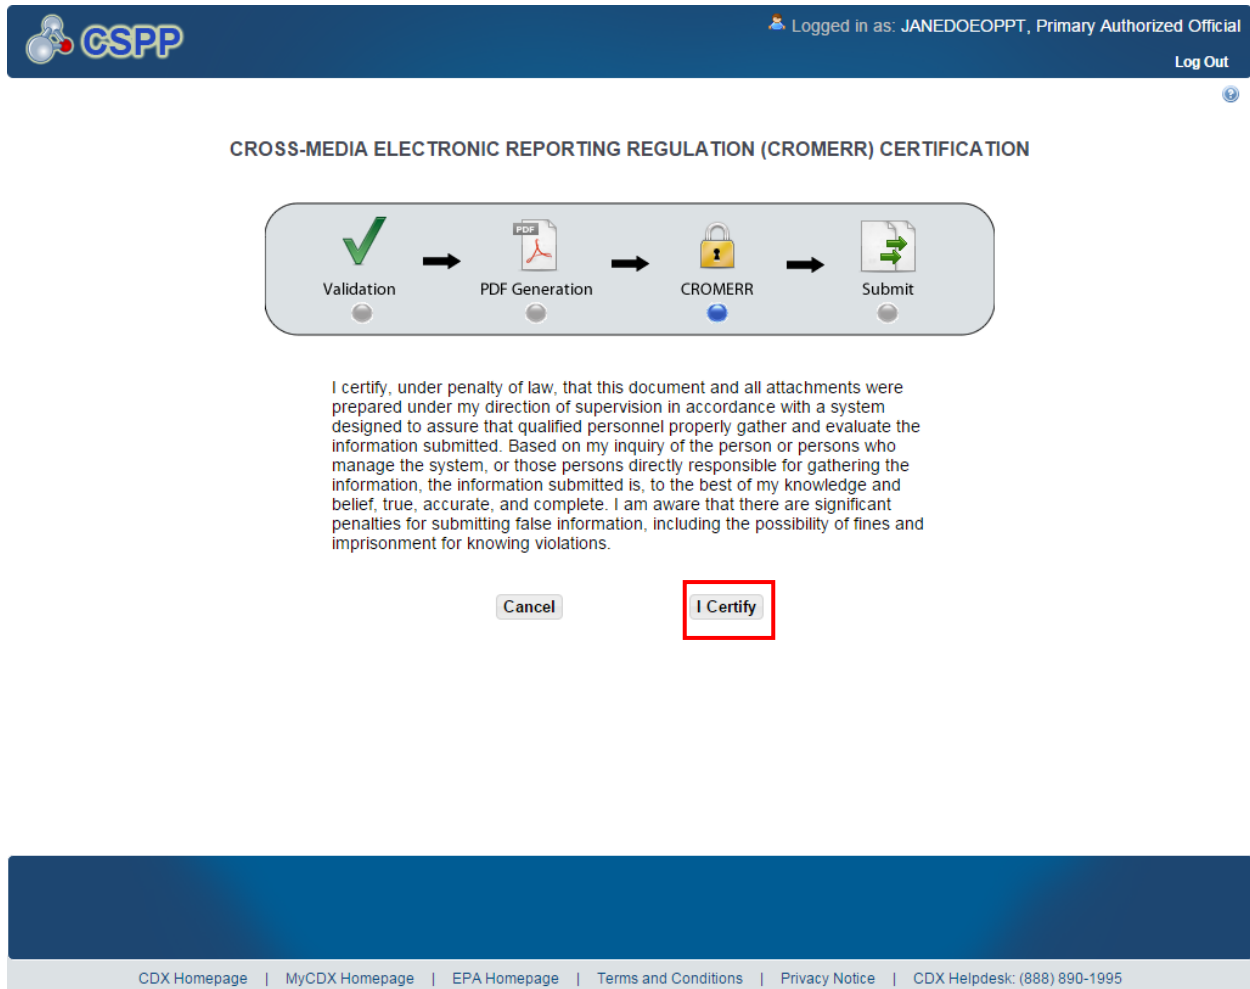 CSPP
Logged in as: JANEDOEOPPT, Primary Authorized Official
Log Out
CROSS-MEDIA ELECTRONIC REPORTING REGULATION (CROMERR) CERTIFICATION
PDF
Validation PDF Generation CROMERR Submit
I certify, under penalty of law, that this document and all attachments were
prepared under my direction of supervision in accordance with a system
designed to assure that qualified personnel properly gather and evaluate the
information submitted. Based on my inquiry of the person or persons who
manage the system, or those persons directly responsible for gathering the
information, the information submitted is, to the best of my knowledge and
belief, true, accurate, and complete. I am aware that there are significant
penalties for submitting false information, including the possibility of fines and
imprisonment for knowing violations.
Cancel I Certify
CDX Homepage | MyCDX Homepage | EPA Homepage | Terms and Conditions | Privacy Notice | CDX Helpdesk: (888) 890-1995